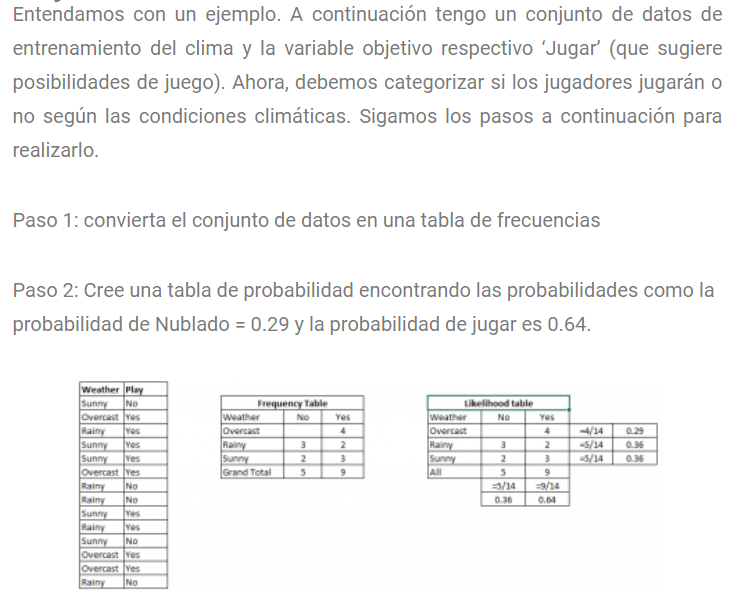 Entendamos con un ejemplo. A continuación tengo un conjunto de datos de
entrenamiento del clima y la variable objetivo respectivo ‘Jugar’ (que sugiere
posibilidades de juego). Ahora, debemos categorizar si los jugadores jugarán o
no según las condiciones climáticas. Sigamos los pasos a continuación para
realizarlo.
Paso 1: convierta el conjunto de datos en una tabla de frecuencias
Paso 2: Cree una tabla de probabilidad encontrando las probabilidades como la
probabilidad de Nublado = 0.29 y la probabilidad de jugar es 0.64.
Weather Play
Sunny No
Overcast Yes
Rainy Yes
Sunny Yes
Sunny Yes
Overcast Yes
Rainy No
Rainy No
Sunny Yes
Rainy Yes
Sunny No
Overcast Yes
Overcast Yes
Rainy No
Frequency Table
Weather No Yes
Overcast 4
Rainy 3 2
Sunny 2 3
Grand Total 5 9
Likelihood table
Weather No Yes
Overcast 4 =4/14 0.29
Rainy 3 2 =5/14 0.36
Sunny 2 3 =5/14 0.36
All 5 9
=5/14 =9/14
0.36 0.64